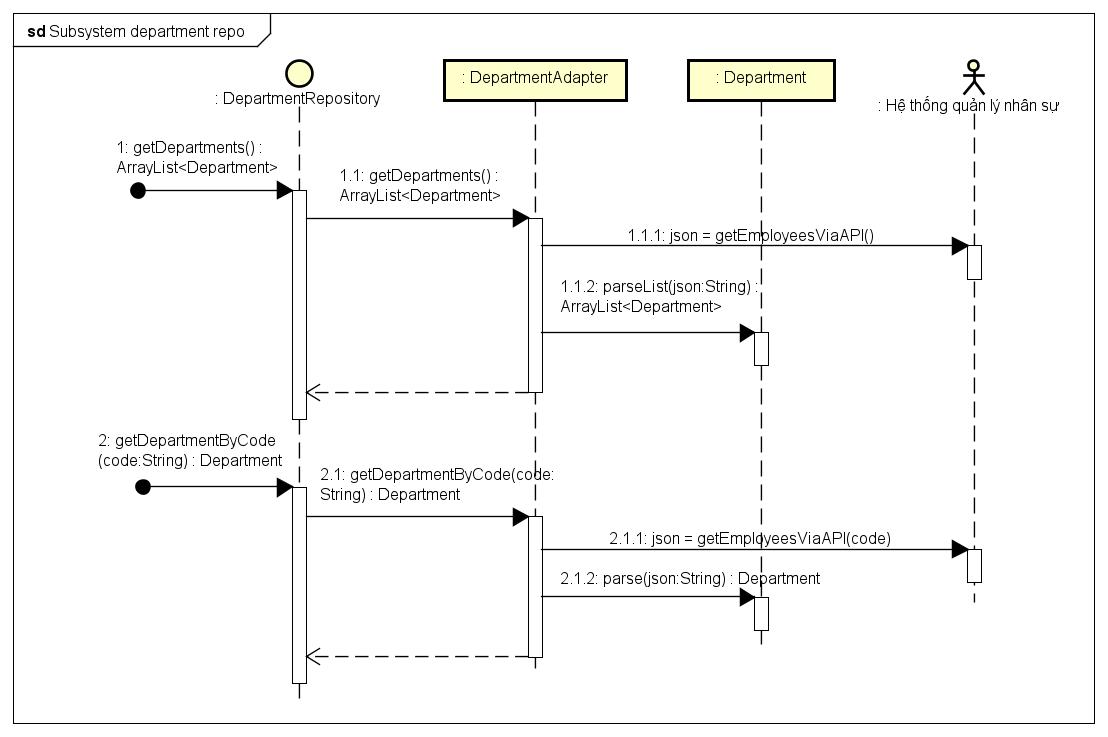 sd Subsystem department repo
: DepartmentRepository
: DepartmentAdapter
: Department
: Hệ thống quản lý nhân sự
1: getDepartments() :
ArrayList<Department>
1.1: getDepartments() :
ArrayList<Department>
1.1.1: json = getEmployeesViaAPI()
1.1.2: parseList(json:String) :
ArrayList<Department>
2: getDepartmentByCode
(code:String) : Department
2.1: getDepartmentByCode(code:
String) : Department
2.1.1: json = getEmployeesViaAPI(code)
2.1.2: parse(json:String) : Department